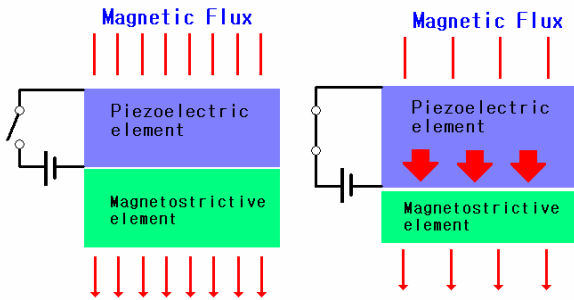 Magnetic Flux
Piezoelectric
element
Magnetostrictive
element
Magnetic Flux
Piezoelectric
element
Magnetostrictive
element